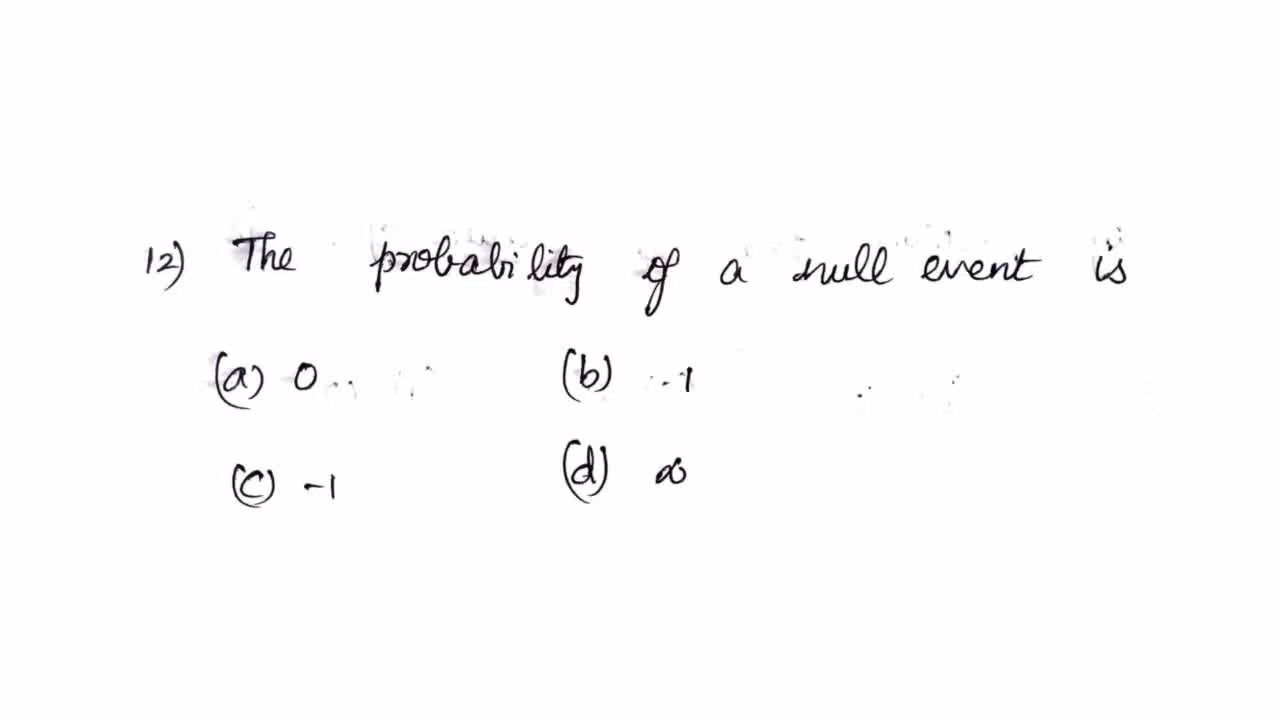 12) The probability of a null event is
(a) 0 (b) 1
(c) -1 (d) ∞